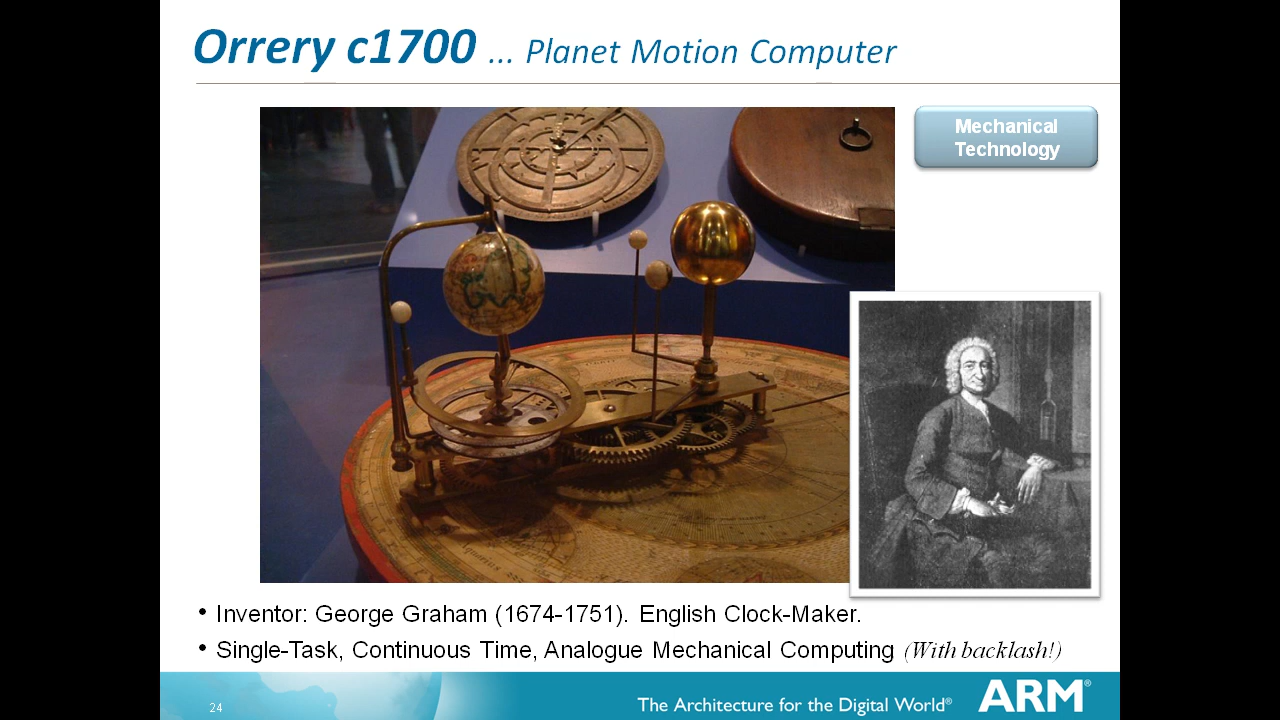 Orrery c1700 ... Planet Motion Computer
Mechanical
Technology
• Inventor: George Graham (1674-1751). English Clock-Maker.
• Single-Task, Continuous Time, Analogue Mechanical Computing (With backlash!)
24
The Architecture for the Digital World®
ARM®